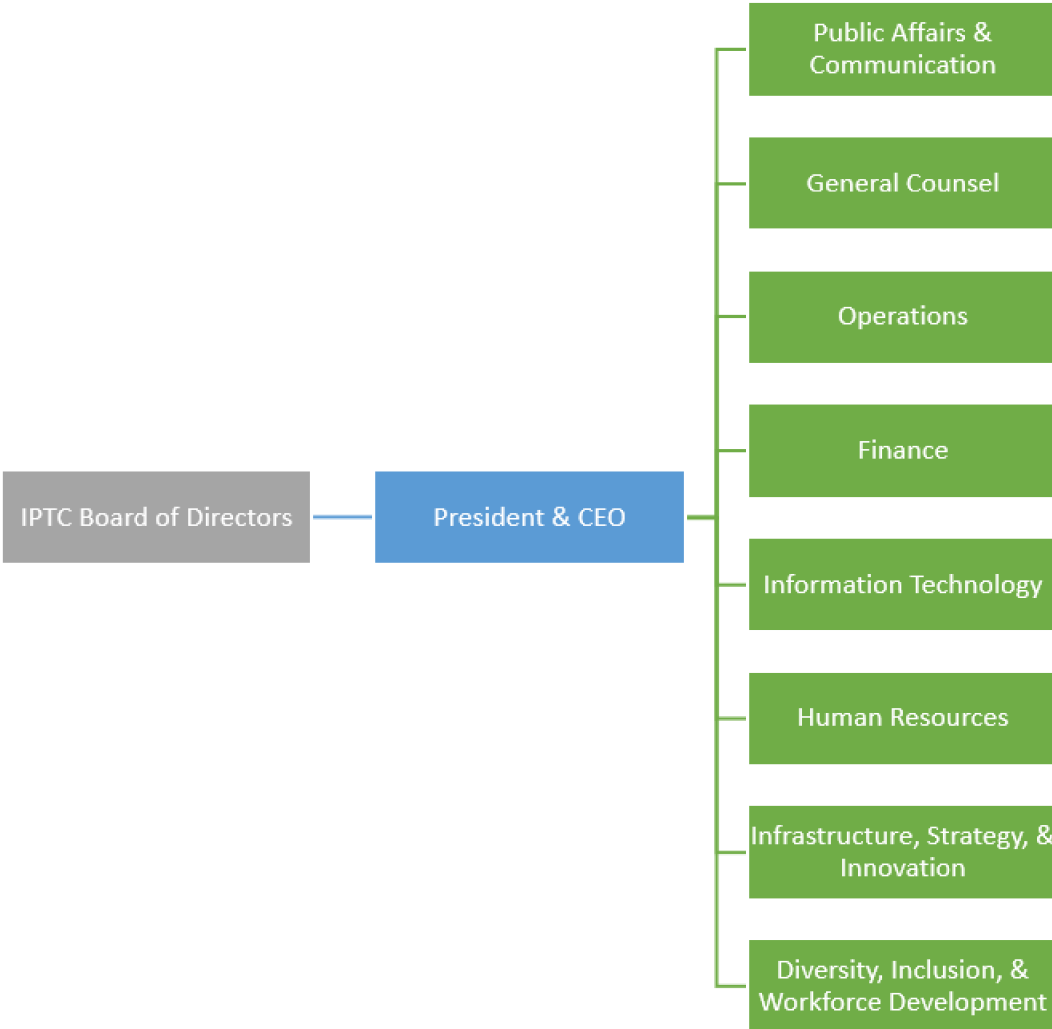 Public Affairs &
Communication
General Counsel
Operations
Finance
IPTC Board of Directors
President & CEO
Information Technology
Human Resources
Infrastructure, Strategy, &
Innovation
Diversity, Inclusion, &
Workforce Development